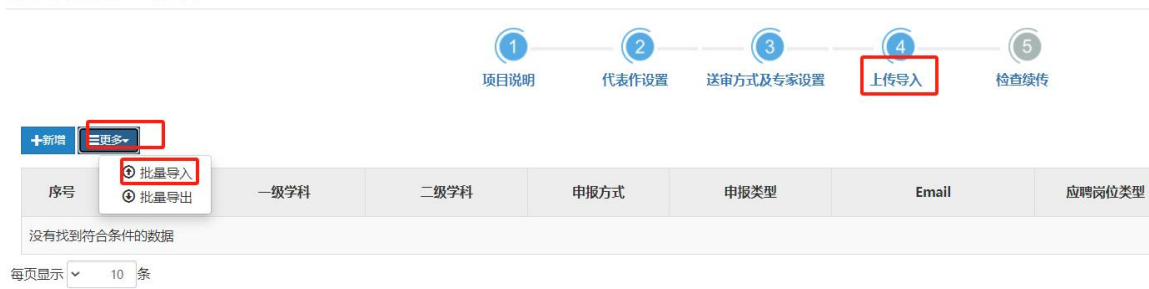 1 2 3 4 5
项目说明 代表作设置 送审方式及专家设置 上传导入 检查续传
新增 更多
批量导入
批量导出
序号 一级学科 二级学科 申报方式 申报类型 Email 应聘岗位类型
没有找到符合条件的数据
每页显示 10 条